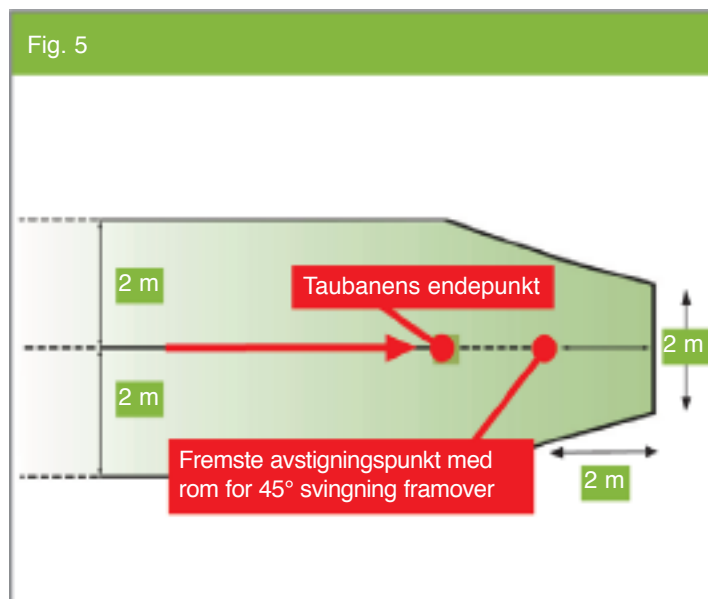 Fig. 5
2 m
Taubanens endepunkt
2 m
2 m
Fremste avstigningspunkt med
rom for 45° svingning framover
2 m